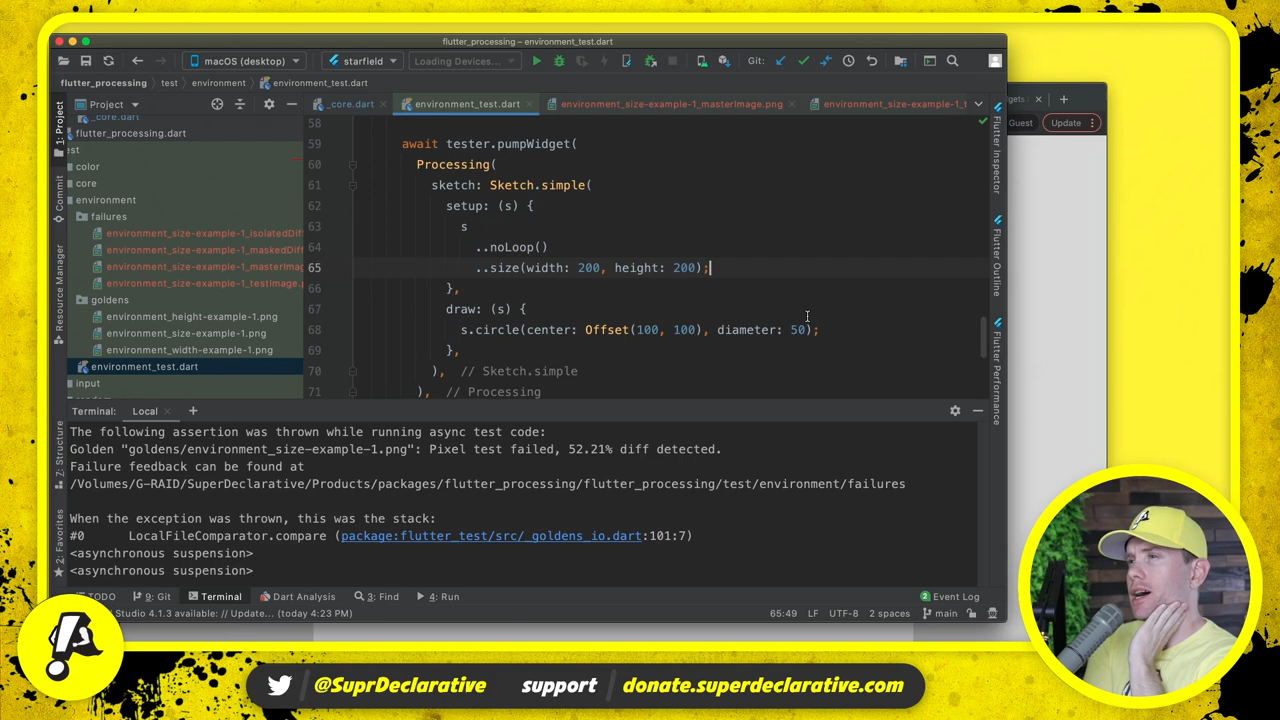 flutter_processing – environment_test.dart
macOS (desktop)
starfield
Loading Devices...
Git:
flutter_processing
test
environment
environment_test.dart
Project
_core.dart
environment_test.dart
environment_size-example-1_masterImage.png
environment_size-example-1_t
gets
Guest
Update
1: Project
Commit
Resource Manager
Z: Structure
2: Favorites
Flutter Inspector
Flutter Outline
Flutter Performance
_core.dart
flutter_processing.dart
est
color
core
environment
failures
environment_size-example-1_isolatedDif
environment_size-example-1_maskedDiff
environment_size-example-1_masterImag
environment_size-example-1_testImage.p
goldens
environment_height-example-1.png
environment_size-example-1.png
environment_width-example-1.png
environment_test.dart
input
58
59 await tester.pumpWidget(
60 Processing(
61 sketch: Sketch.simple(
62 setup: (s) {
63 s
64 ..noLoop()
65 ..size(width: 200, height: 200);
66 },
67 draw: (s) {
68 s.circle(center: Offset(100, 100), diameter: 50);
69 },
70 ), // Sketch.simple
71 ), // Processing
Terminal: Local
The following assertion was thrown while running async test code:
Golden "goldens/environment_size-example-1.png": Pixel test failed, 52.21% diff detected.
Failure feedback can be found at
/Volumes/G-RAID/SuperDeclarative/Products/packages/flutter_processing/flutter_processing/test/environment/failures
When the exception was thrown, this was the stack:
#0 LocalFileComparator.compare (package:flutter_test/src/_goldens_io.dart:101:7)
<asynchronous suspension>
<asynchronous suspension>
TODO
9: Git
Terminal
Dart Analysis
3: Find
4: Run
2 Event Log
Studio 4.1.3 available: // Update... (today 4:23 PM)
65:49 LF UTF-8 2 spaces main
@SuprDeclarative support donate.superdeclarative.com